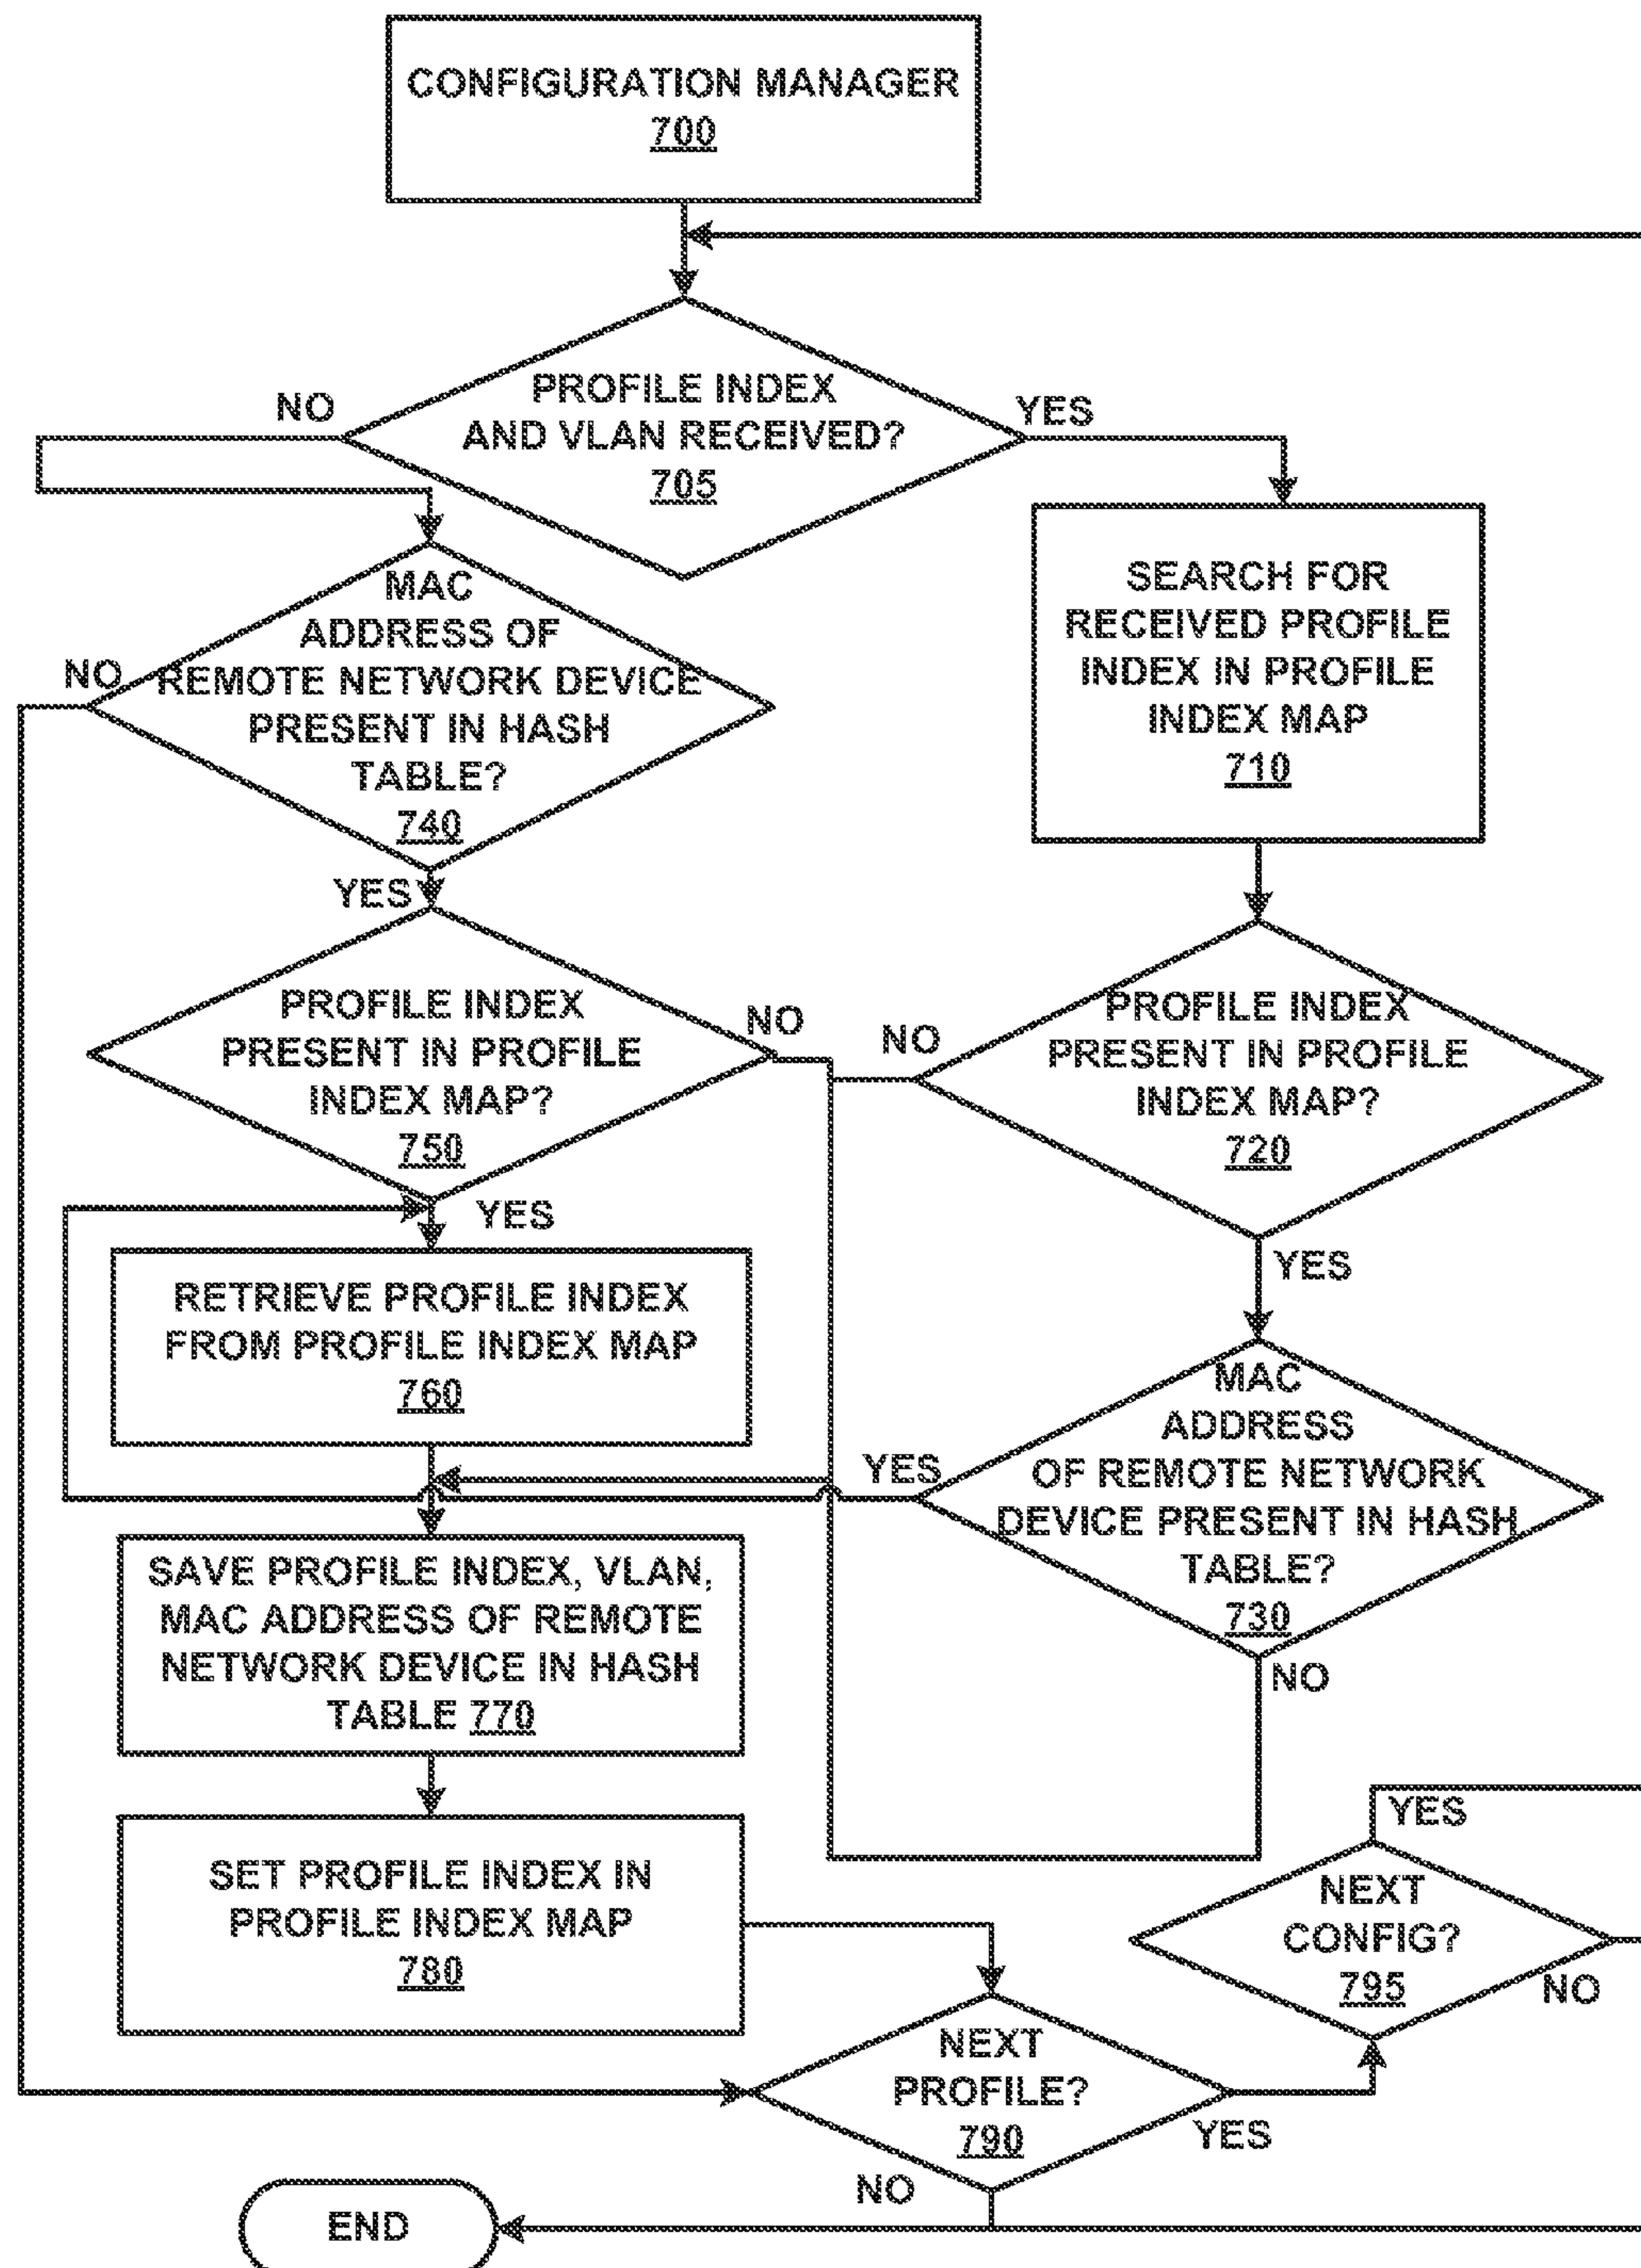 CONFIGURATION MANAGER
700
NO
PROFILE INDEX
AND VLAN RECEIVED?
705
YES
MAC
ADDRESS OF
REMOTE NETWORK DEVICE
PRESENT IN HASH
TABLE?
740
NO
YES
SEARCH FOR
RECEIVED PROFILE
INDEX IN PROFILE
INDEX MAP
710
PROFILE INDEX
PRESENT IN PROFILE
INDEX MAP?
750
NO
YES
NO
PROFILE INDEX
PRESENT IN PROFILE
INDEX MAP?
720
YES
RETRIEVE PROFILE INDEX
FROM PROFILE INDEX MAP
760
YES
MAC
ADDRESS
OF REMOTE NETWORK
DEVICE PRESENT IN HASH
TABLE?
730
NO
SAVE PROFILE INDEX, VLAN,
MAC ADDRESS OF REMOTE
NETWORK DEVICE IN HASH
TABLE 770
SET PROFILE INDEX IN
PROFILE INDEX MAP
780
YES
NEXT
CONFIG?
795
NO
NEXT
PROFILE?
790
YES
NO
END